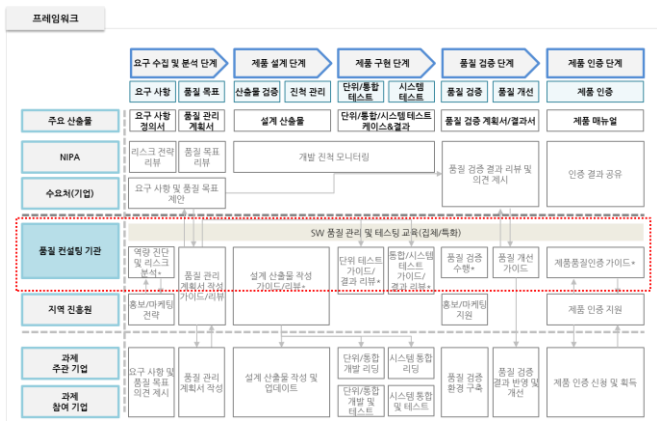 프레임워크
요구 수집 및 분석 단계
제품 설계 단계
제품 구현 단계
품질 검증 단계
제품 인증 단계
요구 사항
품질 목표
산출물 검증
진척 관리
단위/통합
테스트
시스템
테스트
품질 검증
품질 개선
제품 인증
주요 산출물
요구 사항
정의서
품질 관리
계획서
설계 산출물
단위/통합/시스템 테스트
케이스&결과
품질 검증 계획서/결과서
제품 매뉴얼
NIPA
리스크 전략
리뷰
품질 목표
리뷰
개발 진척 모니터링
품질 검증 결과 리뷰 및
의견 제시
인증 결과 공유
수요처(기업)
요구 사항 및 품질 목표
제안
SW 품질 관리 및 테스팅 교육(집체/특화)
품질 컨설팅 기관
역량 진단
및 리스크
분석*
품질 관리
계획서 작성
가이드/리뷰
설계 산출물 작성
가이드/리뷰*
단위 테스트
가이드/
결과 리뷰*
통합/시스템
테스트
가이드/
결과 리뷰*
품질 검증
수행*
품질 개선
가이드
제품품질인증 가이드*
지역 진흥원
홍보/마케팅
전략
홍보/마케팅
지원
제품 인증 지원
과제
주관 기업
요구 사항 및
품질 목표
의견 제시
품질 관리
계획서 작성
설계 산출물 작성 및
업데이트
단위/통합
개발 리딩
시스템 통합
리딩
품질 검증
환경 구축
품질 검증
결과 반영 및
개선
제품 인증 신청 및 획득
과제
참여 기업
단위/통합
개발 및
테스트
시스템 통합
및 테스트